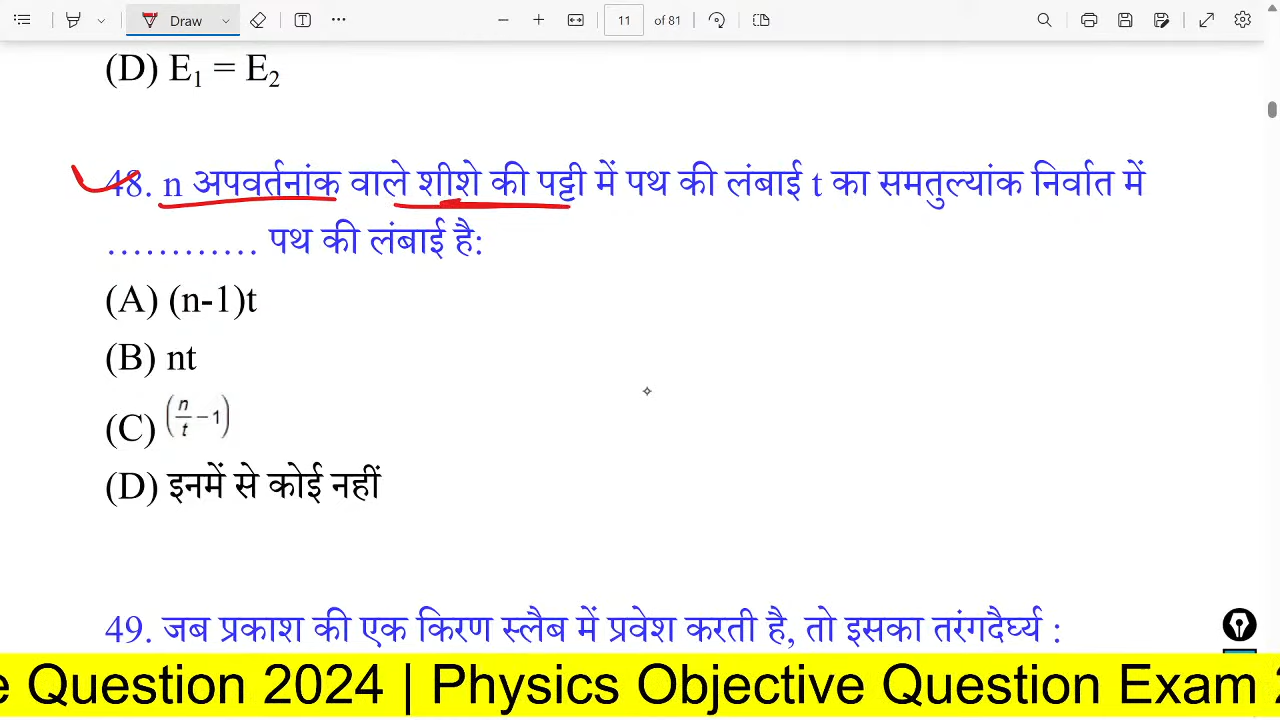 Draw
11 of 81
(D) E₁ = E₂
48. n अपवर्तनांक वाले शीशे की पट्टी में पथ की लंबाई t का समतुल्यांक निर्वात में
………… पथ की लंबाई है:
(A) (n-1)t
(B) nt
(C) (n/t − 1)
(D) इनमें से कोई नहीं
49. जब प्रकाश की एक किरण स्लैब में प्रवेश करती है, तो इसका तरंगदैर्घ्य :
Question 2024 | Physics Objective Question Exam